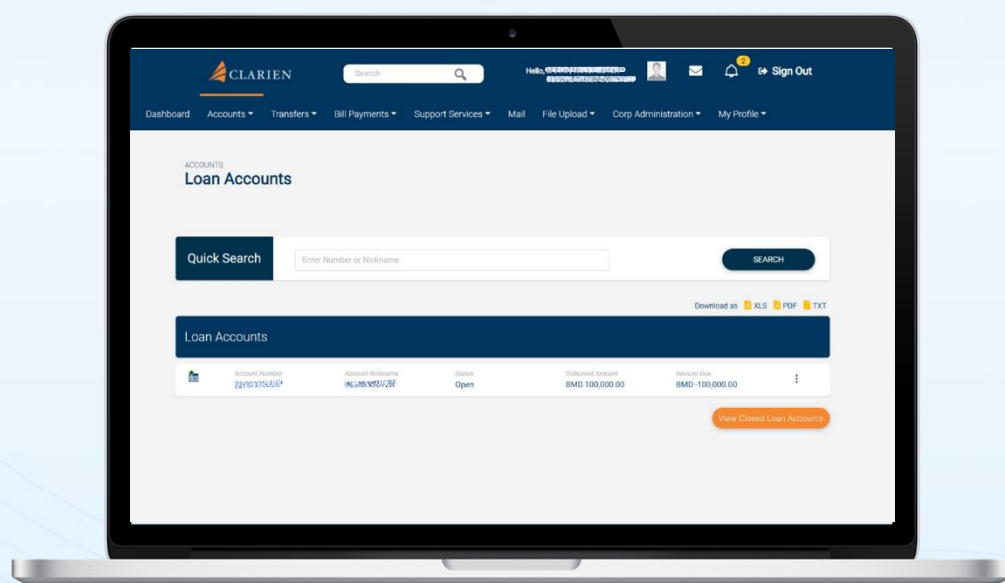 CLARIEN
Search
Hello,
2
Sign Out
Dashboard Accounts Transfers Bill Payments Support Services Mail File Upload Corp Administration My Profile
ACCOUNTS
Loan Accounts
Quick Search
Enter Number or Nickname
SEARCH
Download as XLS PDF TXT
Loan Accounts
Account Number Account Nickname Status Disbursed Amount Amount Due
Open BMD 100,000.00 BMD -100,000.00
View Closed Loan Accounts